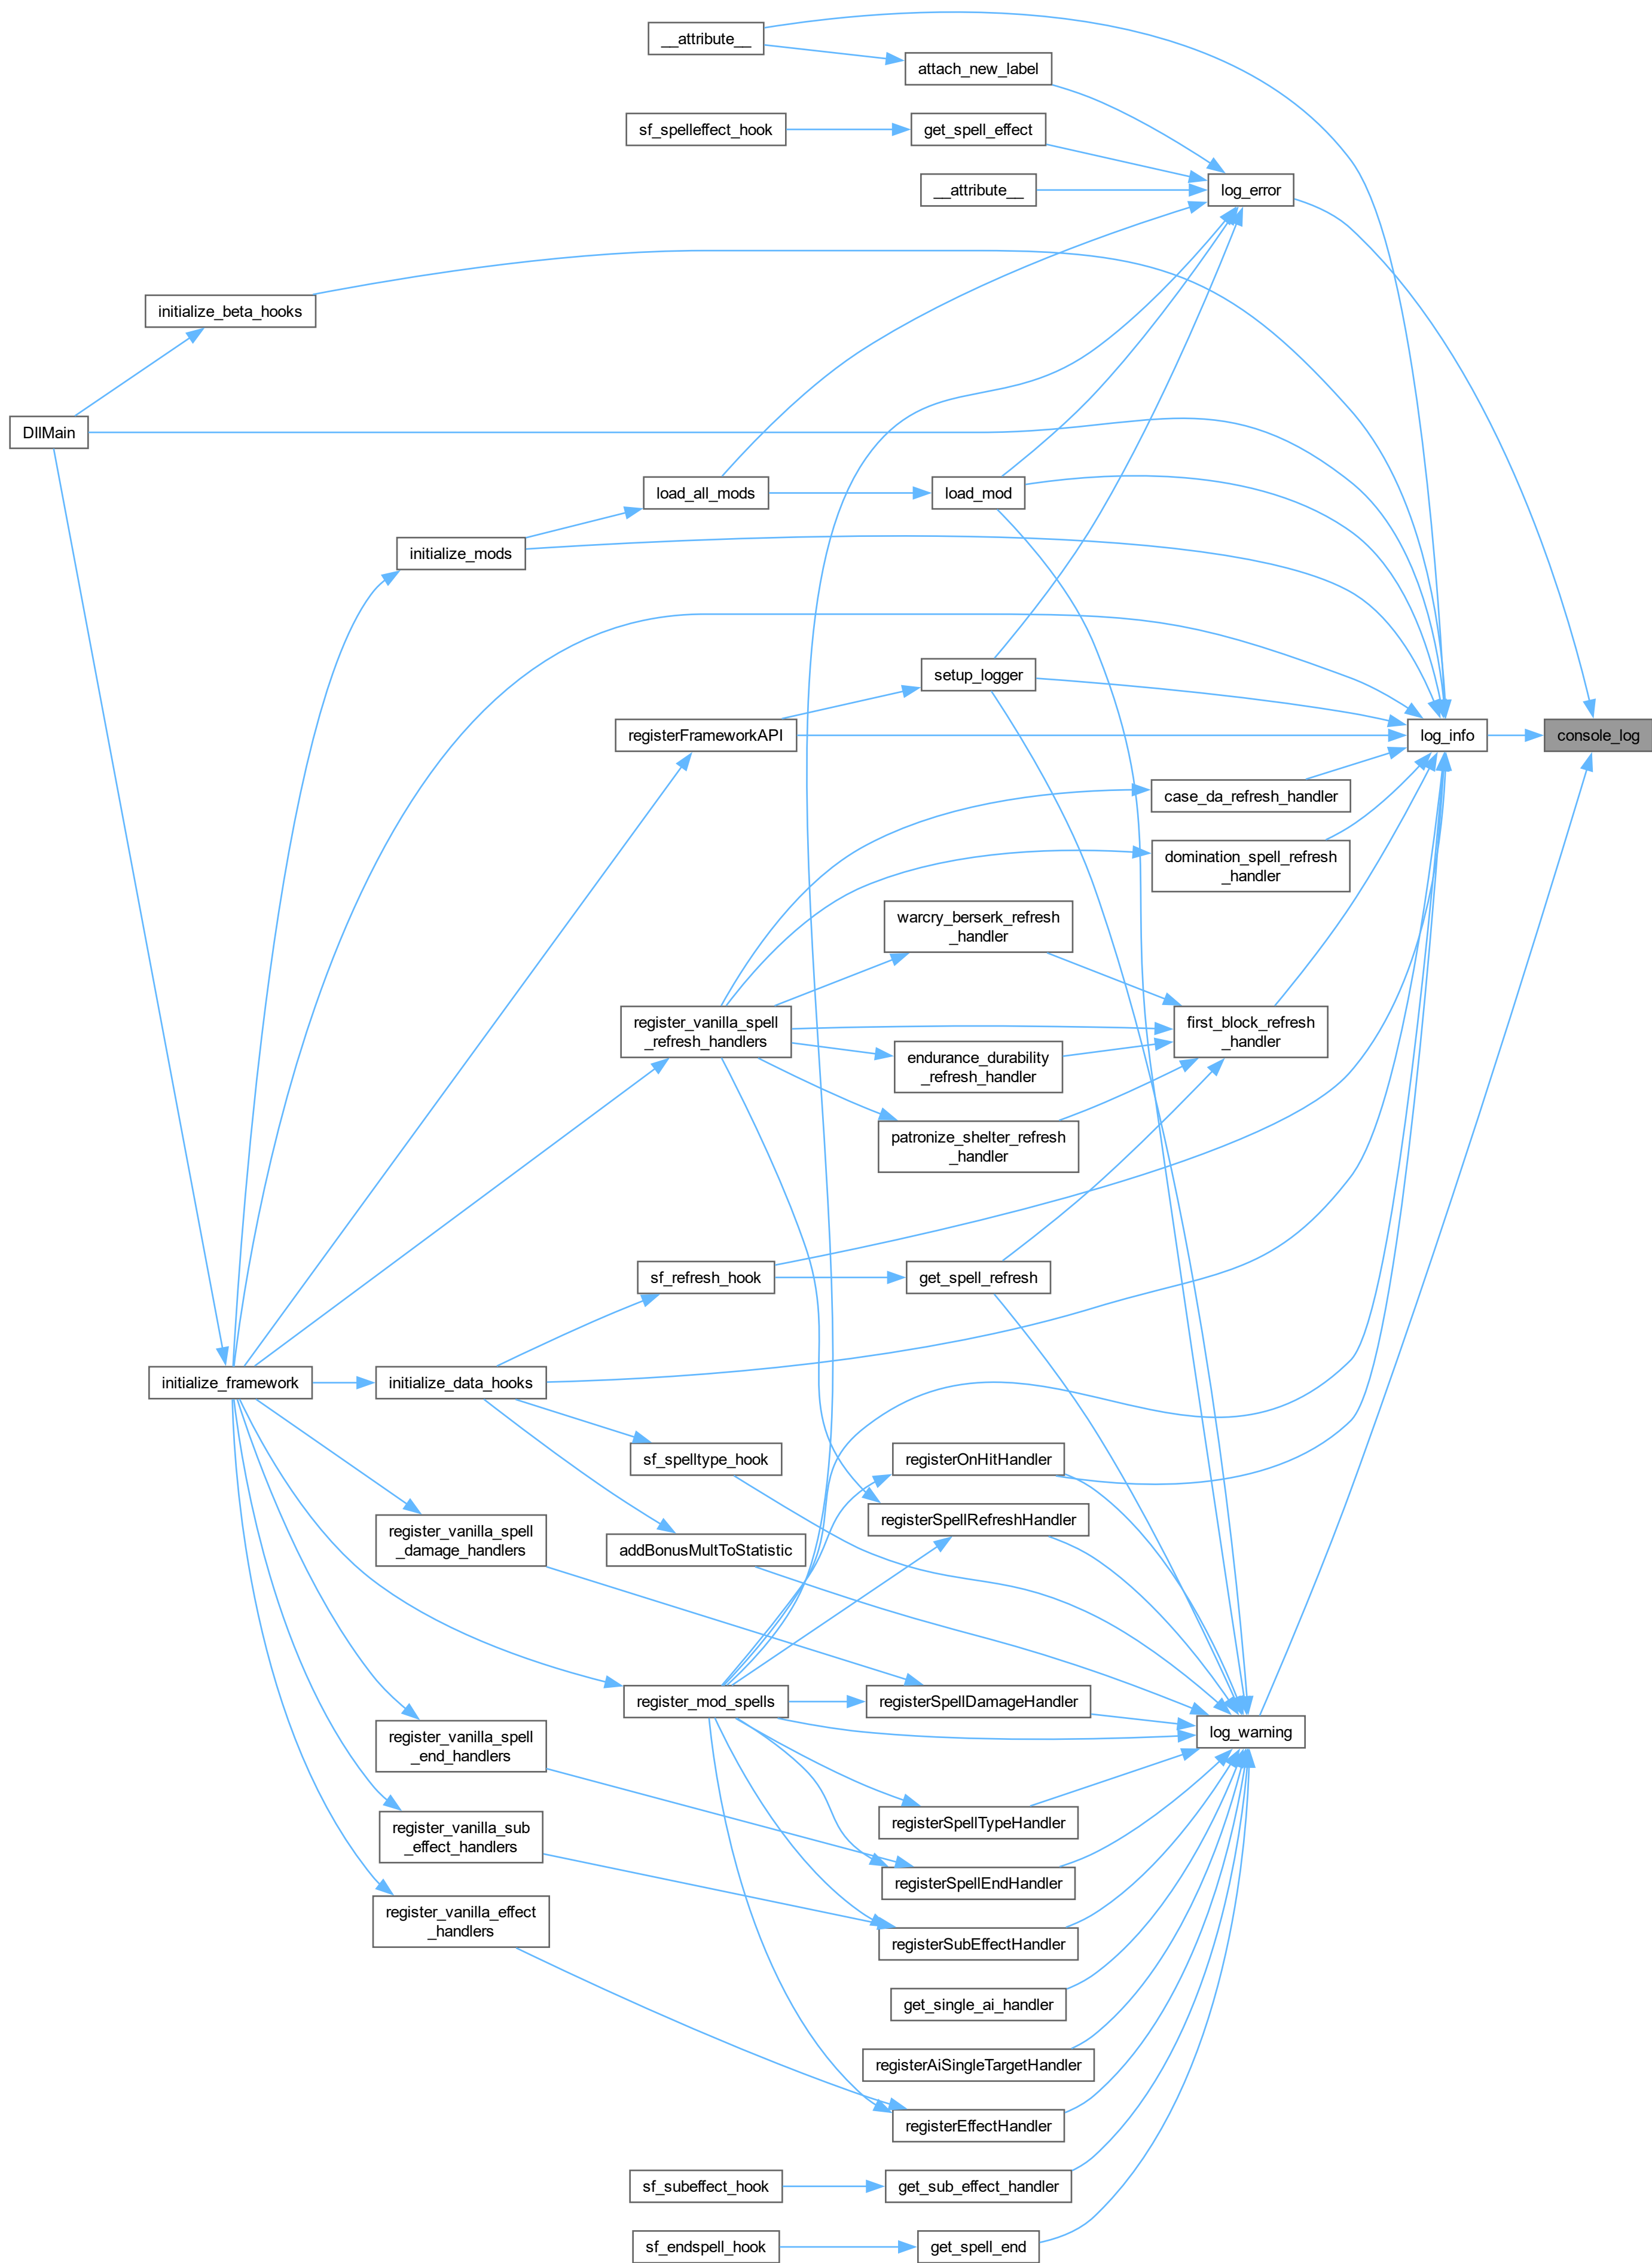 __attribute__
attach_new_label
sf_spelleffect_hook
get_spell_effect
__attribute__
log_error
initialize_beta_hooks
DllMain
load_all_mods
load_mod
initialize_mods
setup_logger
registerFrameworkAPI
log_info
console_log
case_da_refresh_handler
domination_spell_refresh
_handler
warcry_berserk_refresh
_handler
register_vanilla_spell
_refresh_handlers
first_block_refresh
_handler
endurance_durability
_refresh_handler
patronize_shelter_refresh
_handler
sf_refresh_hook
get_spell_refresh
initialize_framework
initialize_data_hooks
sf_spelltype_hook
registerOnHitHandler
register_vanilla_spell
_damage_handlers
registerSpellRefreshHandler
addBonusMultToStatistic
register_mod_spells
registerSpellDamageHandler
log_warning
register_vanilla_spell
_end_handlers
registerSpellTypeHandler
register_vanilla_sub
_effect_handlers
registerSpellEndHandler
register_vanilla_effect
_handlers
registerSubEffectHandler
get_single_ai_handler
registerAiSingleTargetHandler
registerEffectHandler
sf_subeffect_hook
get_sub_effect_handler
sf_endspell_hook
get_spell_end